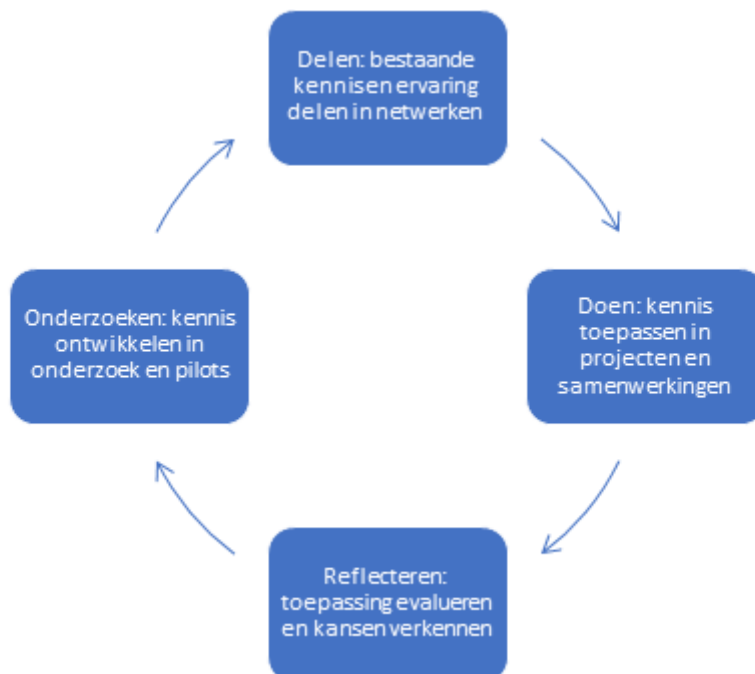 Delen: bestaande
kennis en ervaring
delen in netwerken
Doen: kennis
toepassen in
projecten en
samenwerkingen
Reflecteren:
toepassing evalueren
en kansen verkennen
Onderzoeken: kennis
ontwikkelen in
onderzoek en pilots